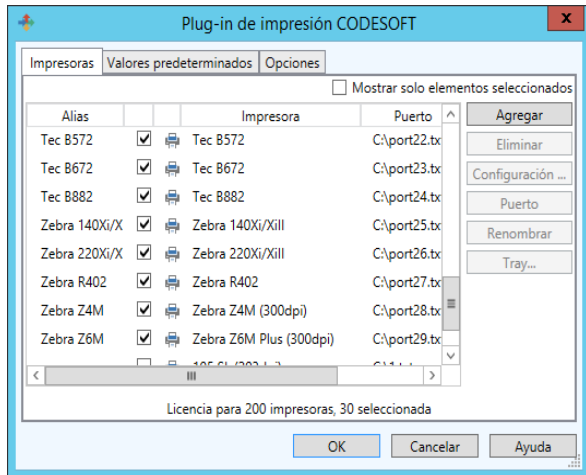 Plug-in de impresión CODESOFT
x
Impresoras Valores predeterminados Opciones
Mostrar solo elementos seleccionados
Alias Impresora Puerto
Tec B572 Tec B572 C:\port22.tx
Tec B672 Tec B672 C:\port23.tx
Tec B882 Tec B882 C:\port24.tx
Zebra 140Xi/X Zebra 140Xi/XiII C:\port25.tx
Zebra 220Xi/X Zebra 220Xi/XiII C:\port26.tx
Zebra R402 Zebra R402 C:\port27.tx
Zebra Z4M Zebra Z4M (300dpi) C:\port28.tx
Zebra Z6M Zebra Z6M Plus (300dpi) C:\port29.tx
Agregar
Eliminar
Configuración ...
Puerto
Renombrar
Tray...
Licencia para 200 impresoras, 30 seleccionada
OK Cancelar Ayuda